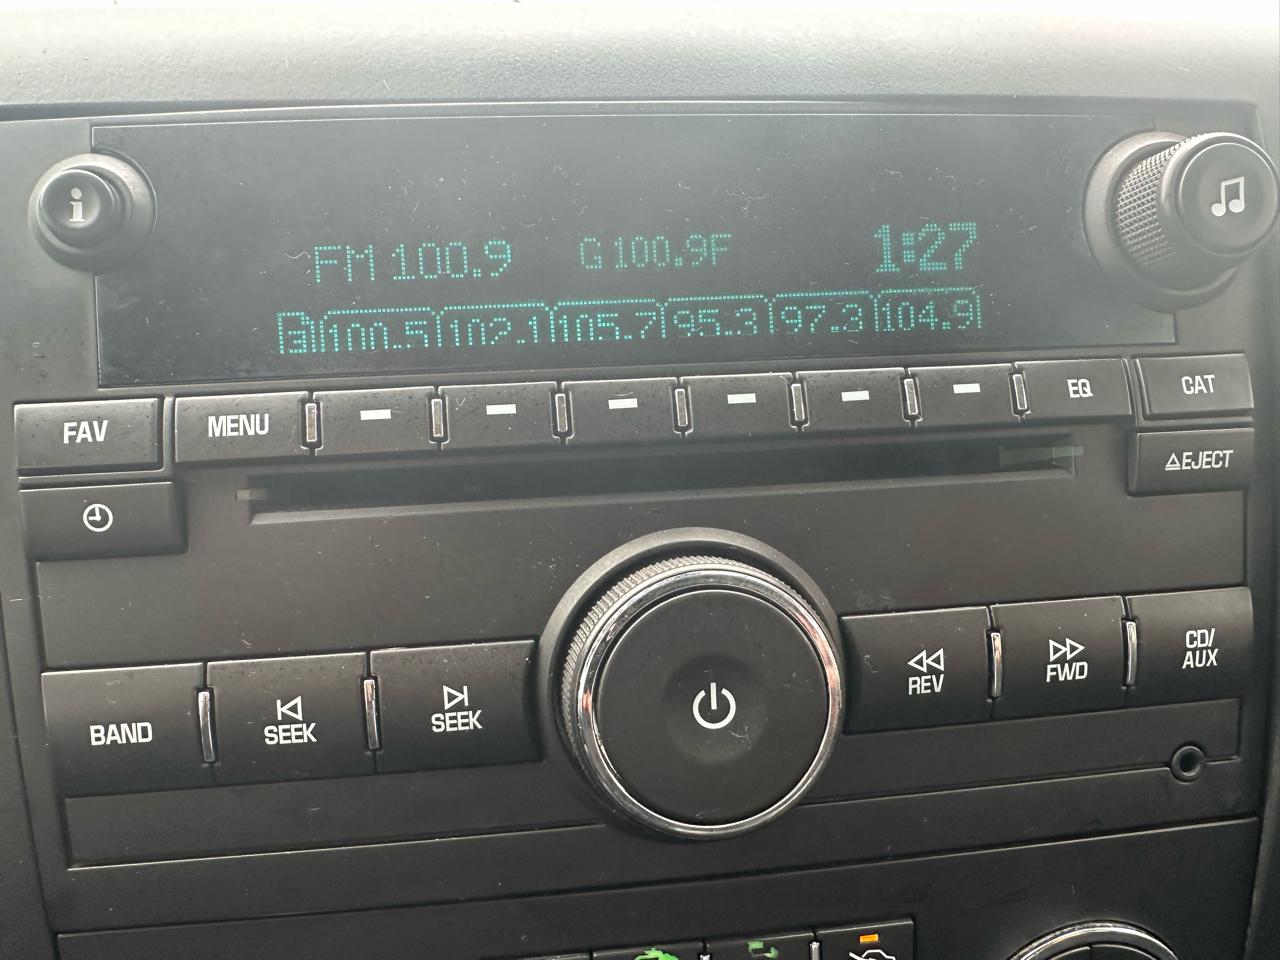 i
FM 100.9 G 100.9F 1:27
100.5 102.1 105.7 95.3 97.3 104.9
FAV MENU EQ CAT
EJECT
BAND SEEK SEEK REV FWD CD/
AUX